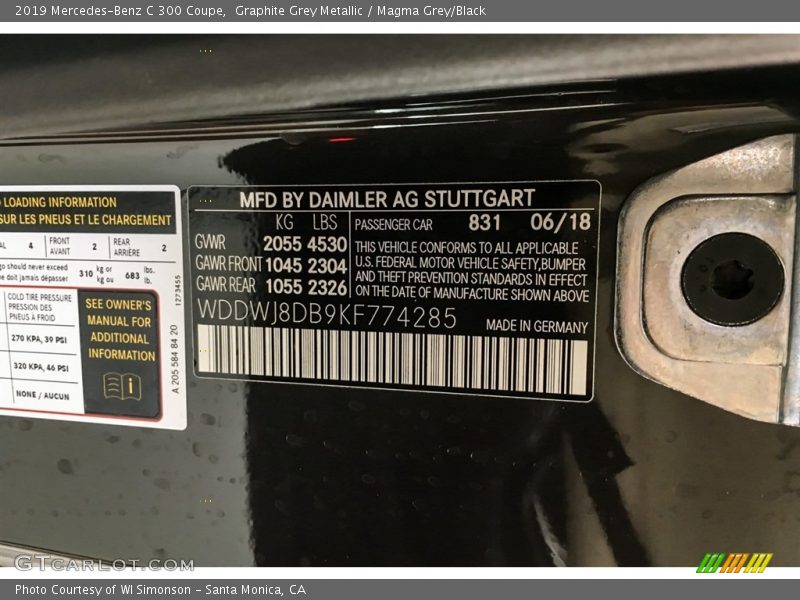 2019 Mercedes-Benz C 300 Coupe,  Graphite Grey Metallic / Magma Grey/Black
LOADING INFORMATION
SUR LES PNEUS ET LE CHARGEMENT
4 FRONT AVANT 2 REAR ARRIÈRE 2
should never exceed 310 kg or 683 lbs.
doit jamais dépasser kg ou lb.
COLD TIRE PRESSURE
PRESSION DES
PNEUS À FROID
270 KPA, 39 PSI
320 KPA, 46 PSI
NONE / AUCUN
SEE OWNER'S
MANUAL FOR
ADDITIONAL
INFORMATION
1273455
A 205 584 84 20
MFD BY DAIMLER AG STUTTGART
KG LBS PASSENGER CAR 831 06/18
GVWR 2055 4530
GAWR FRONT 1045 2304
GAWR REAR 1055 2326
THIS VEHICLE CONFORMS TO ALL APPLICABLE
U.S. FEDERAL MOTOR VEHICLE SAFETY,BUMPER
AND THEFT PREVENTION STANDARDS IN EFFECT
ON THE DATE OF MANUFACTURE SHOWN ABOVE
WDDWJ8DB9KF774285 MADE IN GERMANY
GTCARLOT.COM
Photo Courtesy of WI Simonson - Santa Monica, CA